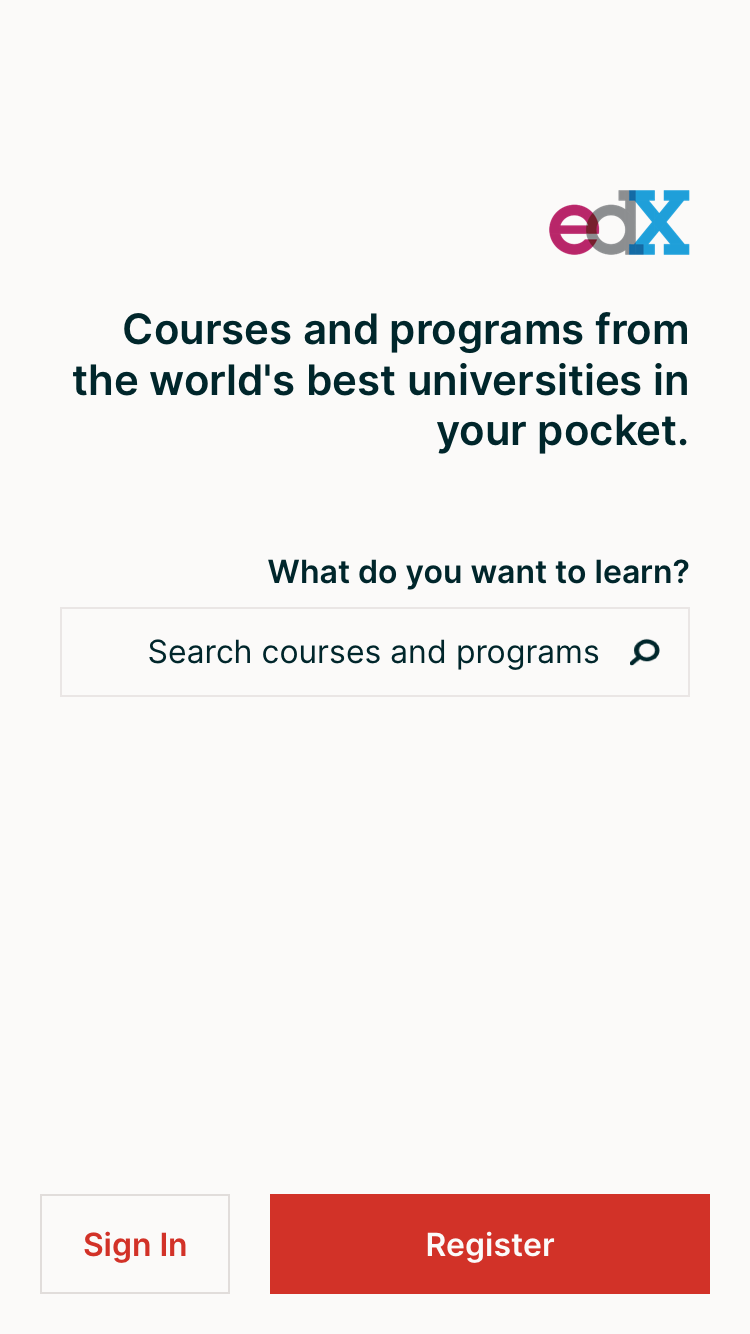 edX
Courses and programs from
the world's best universities in
your pocket.
What do you want to learn?
Search courses and programs
Sign In
Register